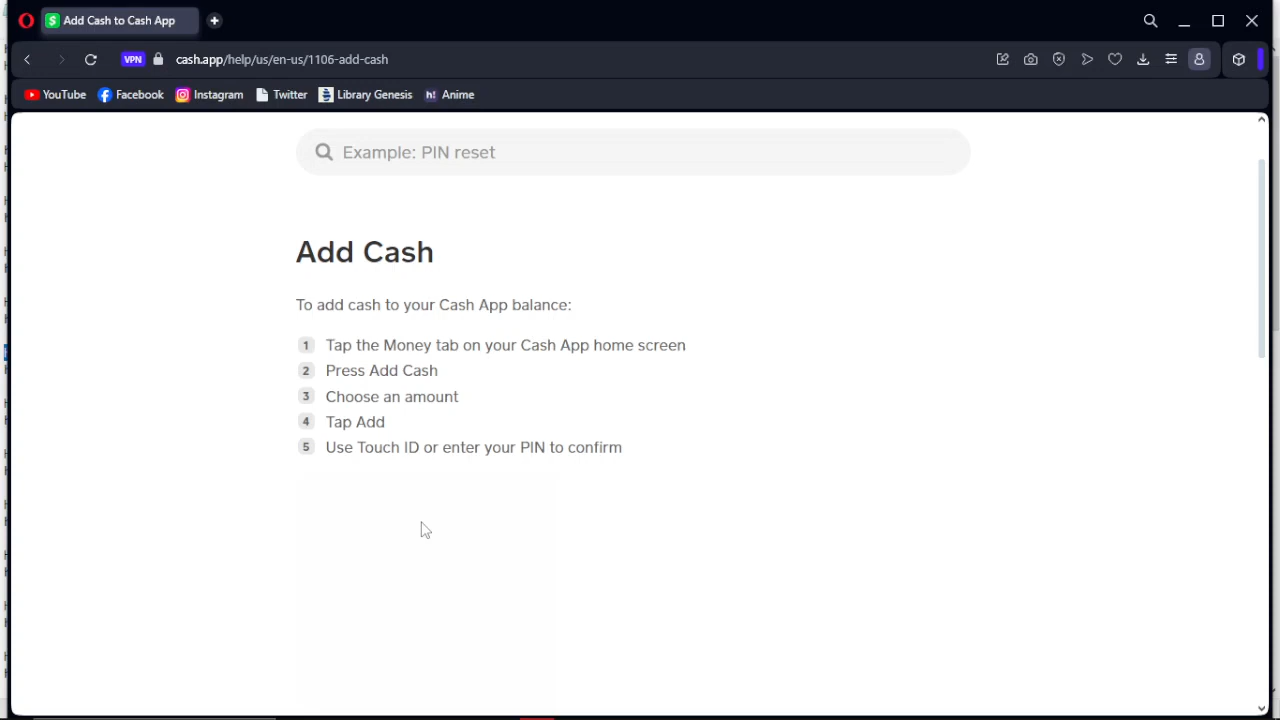 Add Cash to Cash App
VPN cash.app/help/us/en-us/1106-add-cash
YouTube Facebook Instagram Twitter Library Genesis h! Anime
Example: PIN reset
Add Cash
To add cash to your Cash App balance:
1 Tap the Money tab on your Cash App home screen
2 Press Add Cash
3 Choose an amount
4 Tap Add
5 Use Touch ID or enter your PIN to confirm